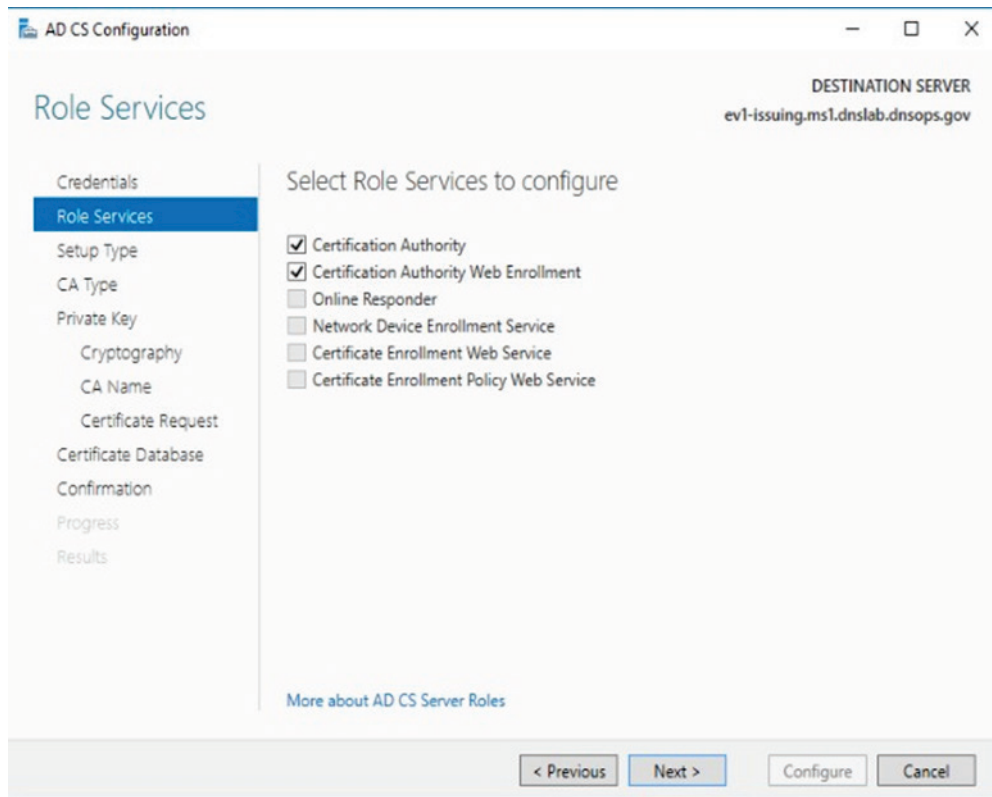 AD CS Configuration
DESTINATION SERVER
ev1-issuing.ms1.dnslab.dnsops.gov
Role Services
Credentials
Role Services
Setup Type
CA Type
Private Key
Cryptography
CA Name
Certificate Request
Certificate Database
Confirmation
Progress
Results
Select Role Services to configure
Certification Authority
Certification Authority Web Enrollment
Online Responder
Network Device Enrollment Service
Certificate Enrollment Web Service
Certificate Enrollment Policy Web Service
More about AD CS Server Roles
< Previous
Next >
Configure
Cancel